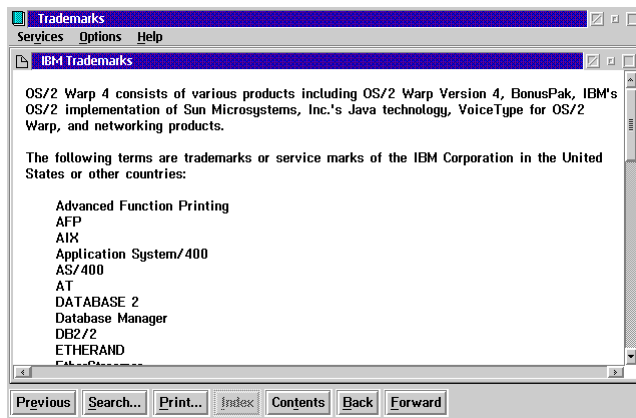 Trademarks
Services Options Help
IBM Trademarks
OS/2 Warp 4 consists of various products including OS/2 Warp Version 4, BonusPak, IBM's
OS/2 implementation of Sun Microsystems, Inc.'s Java technology, VoiceType for OS/2
Warp, and networking products.
The following terms are trademarks or service marks of the IBM Corporation in the United
States or other countries:
Advanced Function Printing
AFP
AIX
Application System/400
AS/400
AT
DATABASE 2
Database Manager
DB2/2
ETHERAND
Previous Search... Print... Index Contents Back Forward